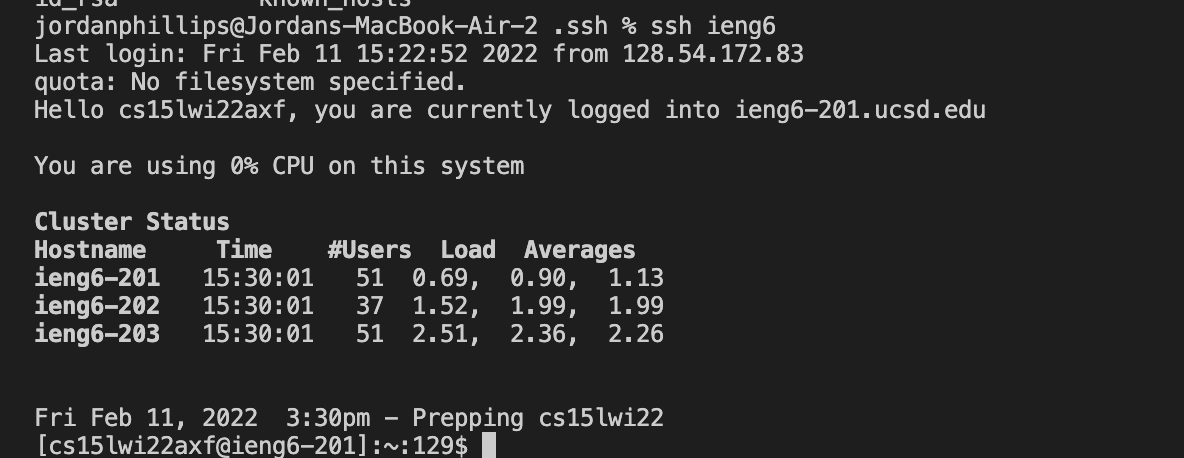 id_rsa          known_hosts
jordanphillips@Jordans-MacBook-Air-2 .ssh % ssh ieng6
Last login: Fri Feb 11 15:22:52 2022 from 128.54.172.83
quota: No filesystem specified.
Hello cs15lwi22axf, you are currently logged into ieng6-201.ucsd.edu
You are using 0% CPU on this system
Cluster Status
Hostname     Time    #Users  Load  Averages
ieng6-201   15:30:01   51  0.69,  0.90,  1.13
ieng6-202   15:30:01   37  1.52,  1.99,  1.99
ieng6-203   15:30:01   51  2.51,  2.36,  2.26
Fri Feb 11, 2022  3:30pm - Prepping cs15lwi22
[cs15lwi22axf@ieng6-201]:~:129$